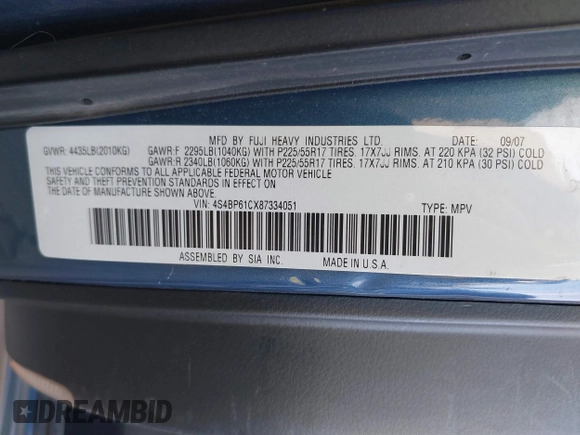 MFD. BY FUJI HEAVY INDUSTRIES LTD. DATE: 09/07
GVWR: 4435LB(2010KG) GAWR:F 2295LB(1040KG) WITH P225/55R17 TIRES. 17X7JJ RIMS. AT 220 KPA (32 PSI) COLD
GAWR:R 2340LB(1060KG) WITH P225/55R17 TIRES. 17X7JJ RIMS. AT 210 KPA (30 PSI) COLD
THIS VEHICLE CONFORMS TO ALL APPLICABLE FEDERAL MOTOR VEHICLE
SAFETY STANDARDS IN EFFECT ON
THE DATE OF MANUFACTURE SHOWN ABOVE.
VIN: 4S4BP61CX87334051 TYPE: MPV
ASSEMBLED BY SIA INC. MADE IN U.S.A.
DREAMBID